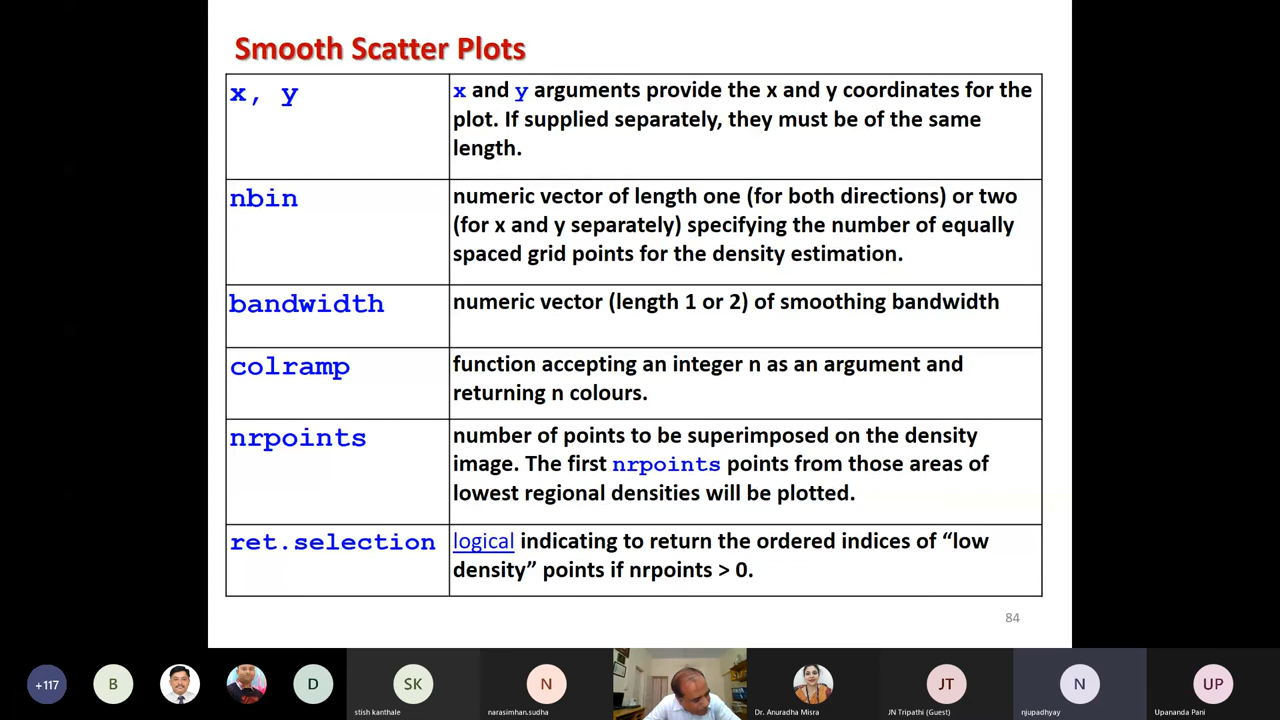 Smooth Scatter Plots
x, y
x and y arguments provide the x and y coordinates for the
plot. If supplied separately, they must be of the same
length.
nbin
numeric vector of length one (for both directions) or two
(for x and y separately) specifying the number of equally
spaced grid points for the density estimation.
bandwidth
numeric vector (length 1 or 2) of smoothing bandwidth
colramp
function accepting an integer n as an argument and
returning n colours.
nrpoints
number of points to be superimposed on the density
image. The first nrpoints points from those areas of
lowest regional densities will be plotted.
ret.selection
logical indicating to return the ordered indices of “low
density” points if nrpoints > 0.
84
+117
B
D
SK
N
JT
N
UP
stish kanthale
narasimhan.sudha
Dr. Anuradha Misra
JN Tripathi (Guest)
njupadhyay
Upananda Pani